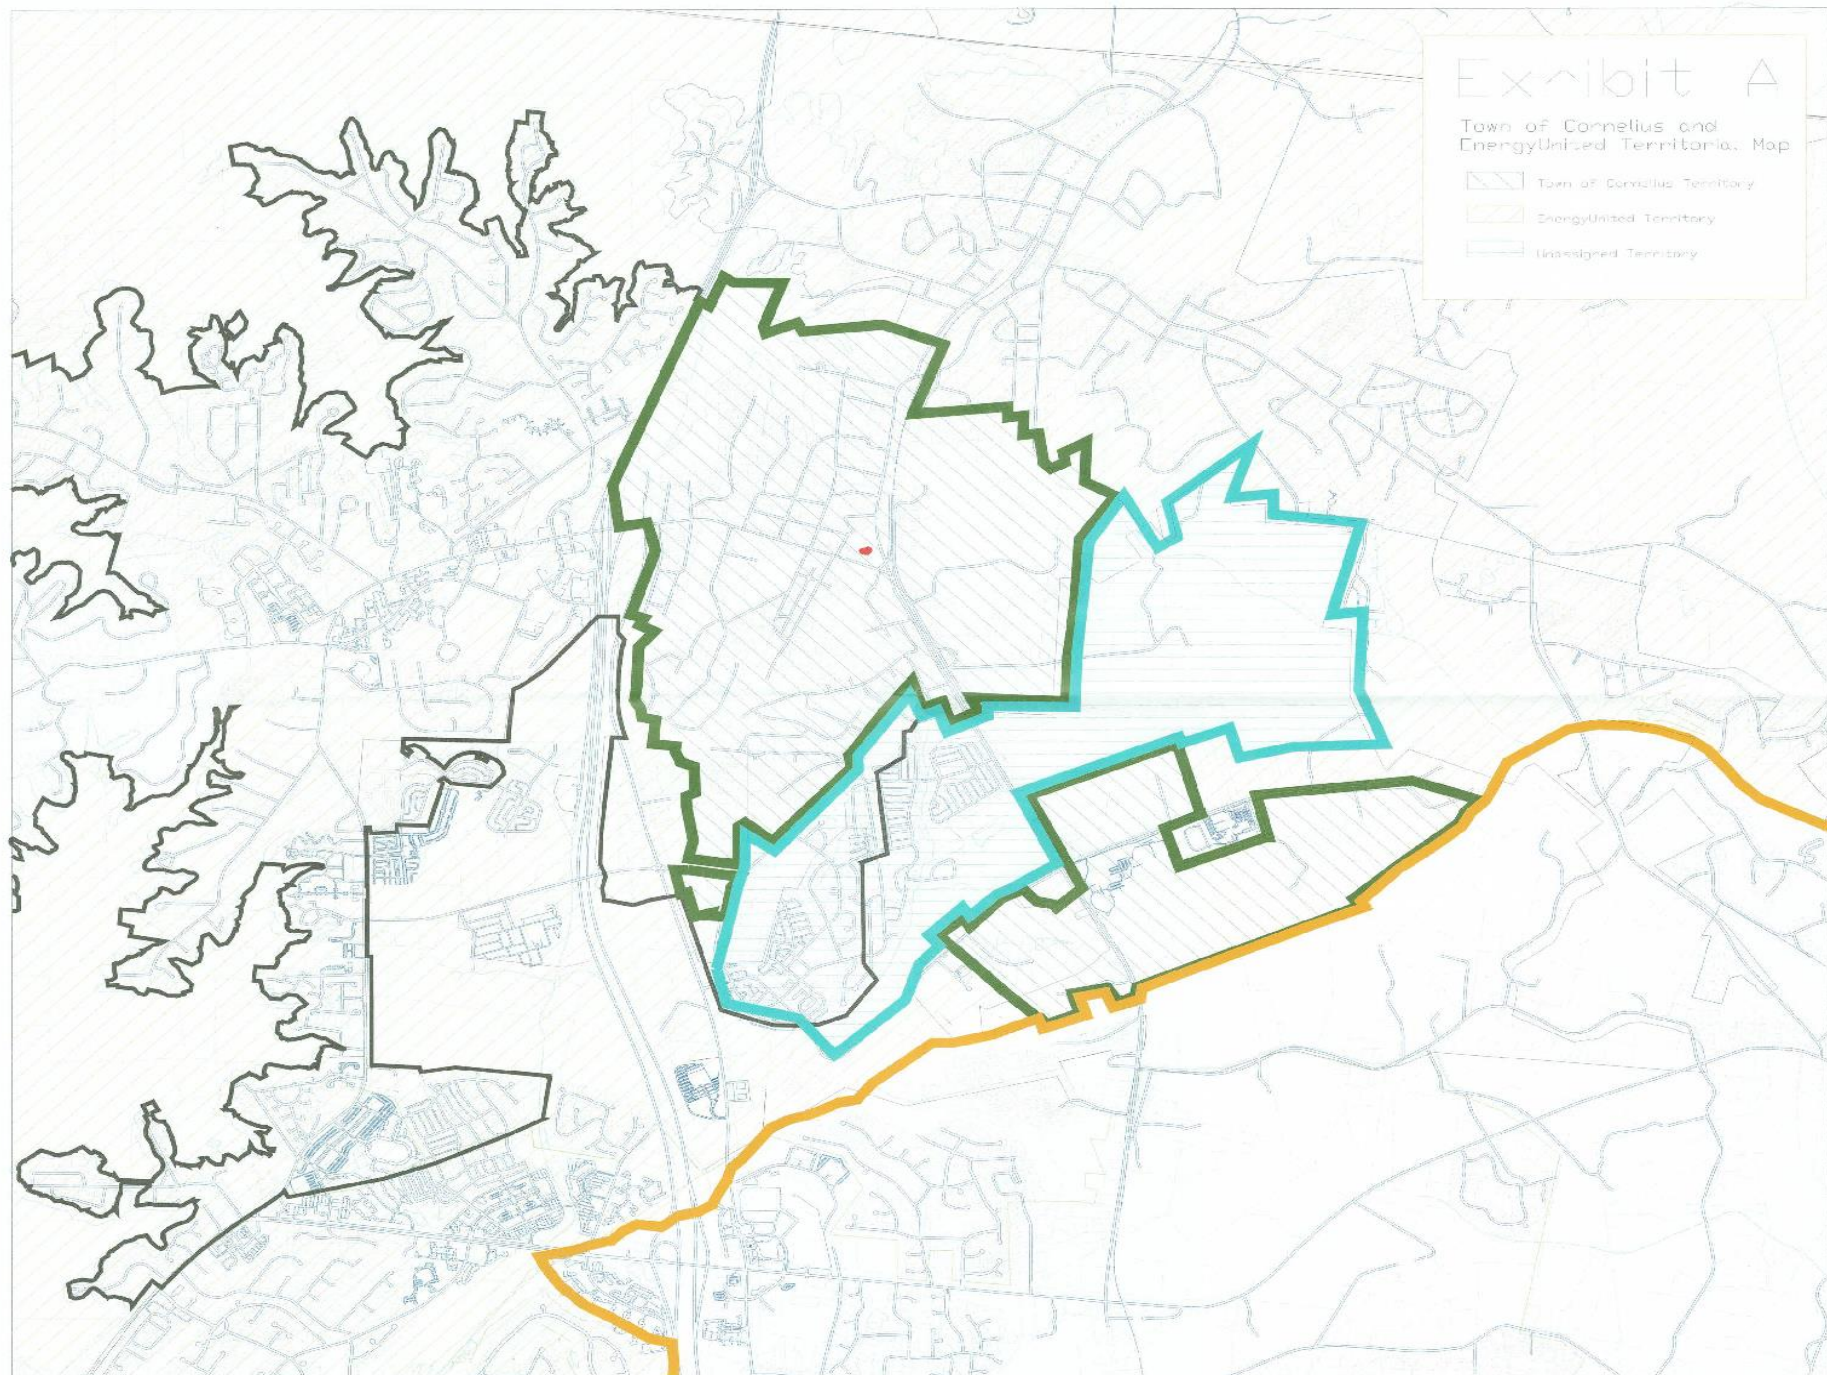 Exhibit A
Town of Cornelius and
EnergyUnited Territorial Map
Town of Cornelius Territory
EnergyUnited Territory
Unassigned Territory